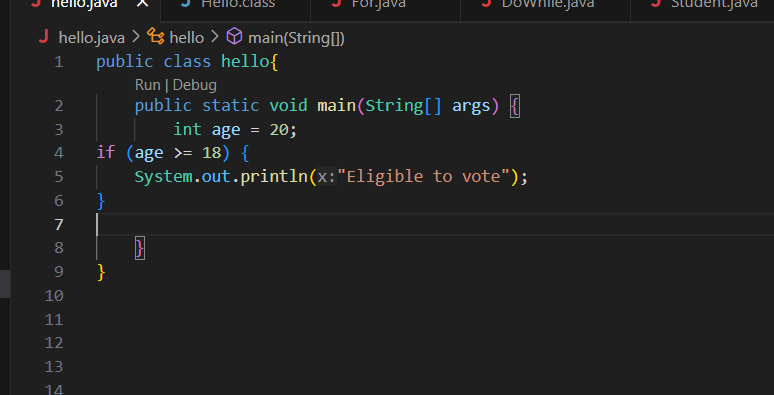 hello.java Hello.class For.java DoWhile.java Student.java
hello.java > hello > main(String[])
1 public class hello{
Run | Debug
2 public static void main(String[] args) {
3 int age = 20;
4 if (age >= 18) {
5 System.out.println(x:"Eligible to vote");
6 }
7
8 }
9 }
10
11
12
13
14